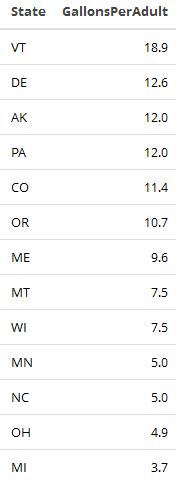 State GallonsPerAdult
VT 18.9
DE 12.6
AK 12.0
PA 12.0
CO 11.4
OR 10.7
ME 9.6
MT 7.5
WI 7.5
MN 5.0
NC 5.0
OH 4.9
MI 3.7